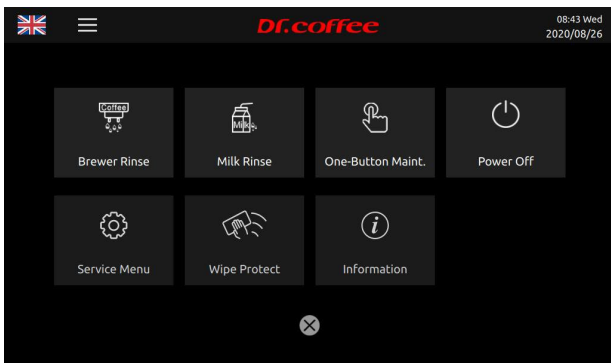 Dr.coffee
08:43 Wed
2020/08/26
Coffee
Milk
Brewer Rinse
Milk Rinse
One-Button Maint.
Power Off
i
Service Menu
Wipe Protect
Information